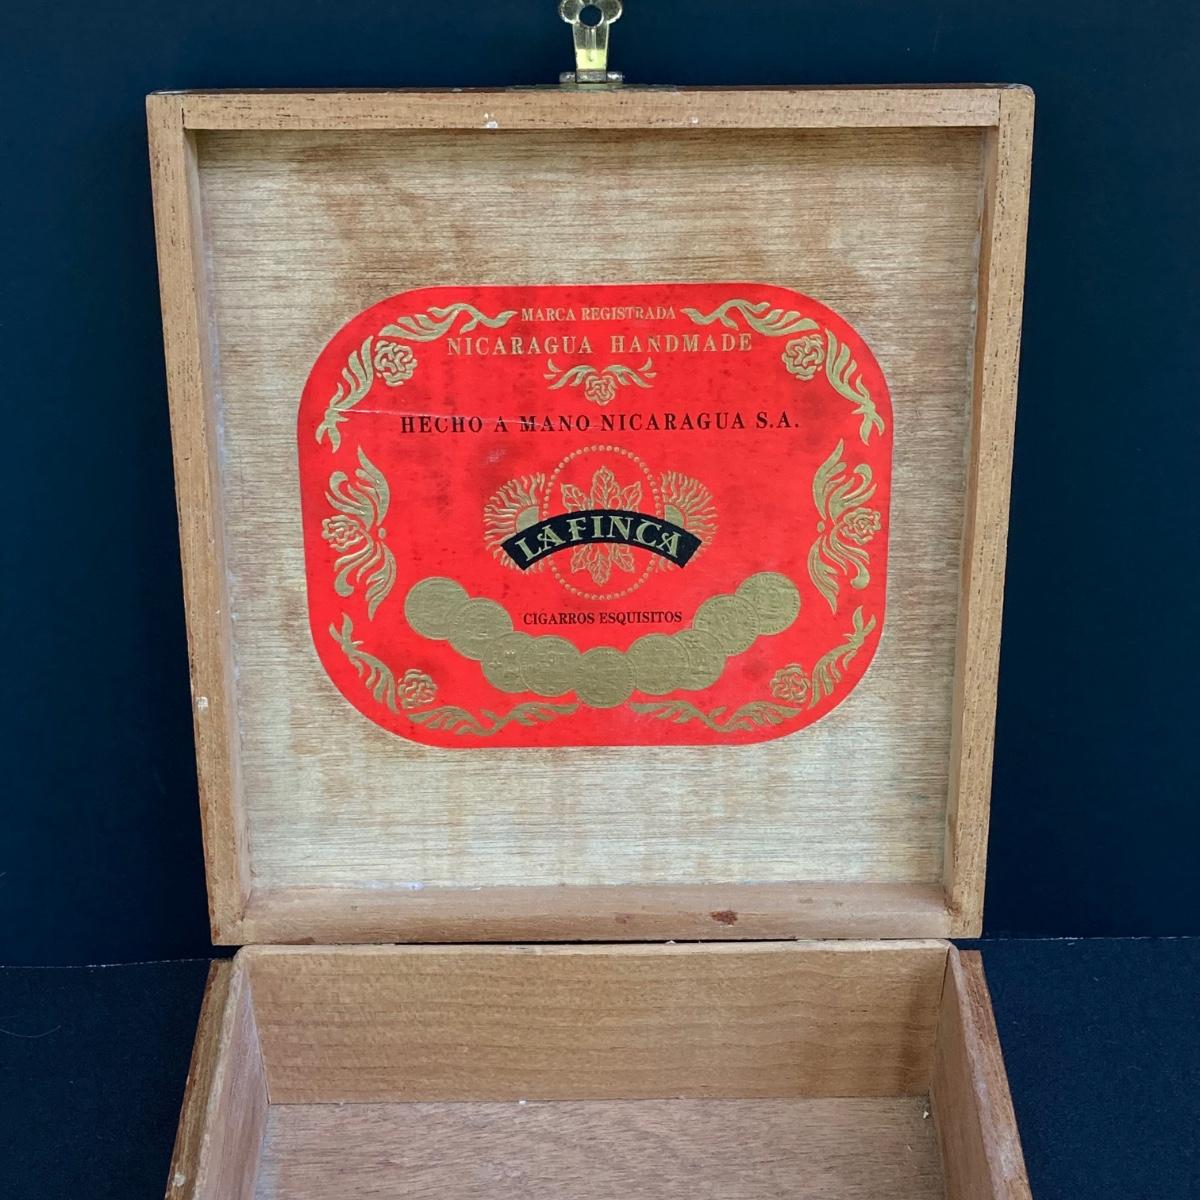 MARCA REGISTRADA
NICARAGUA HANDMADE
HECHO A MANO NICARAGUA S.A.
LA FINCA
CIGARROS ESQUISITOS